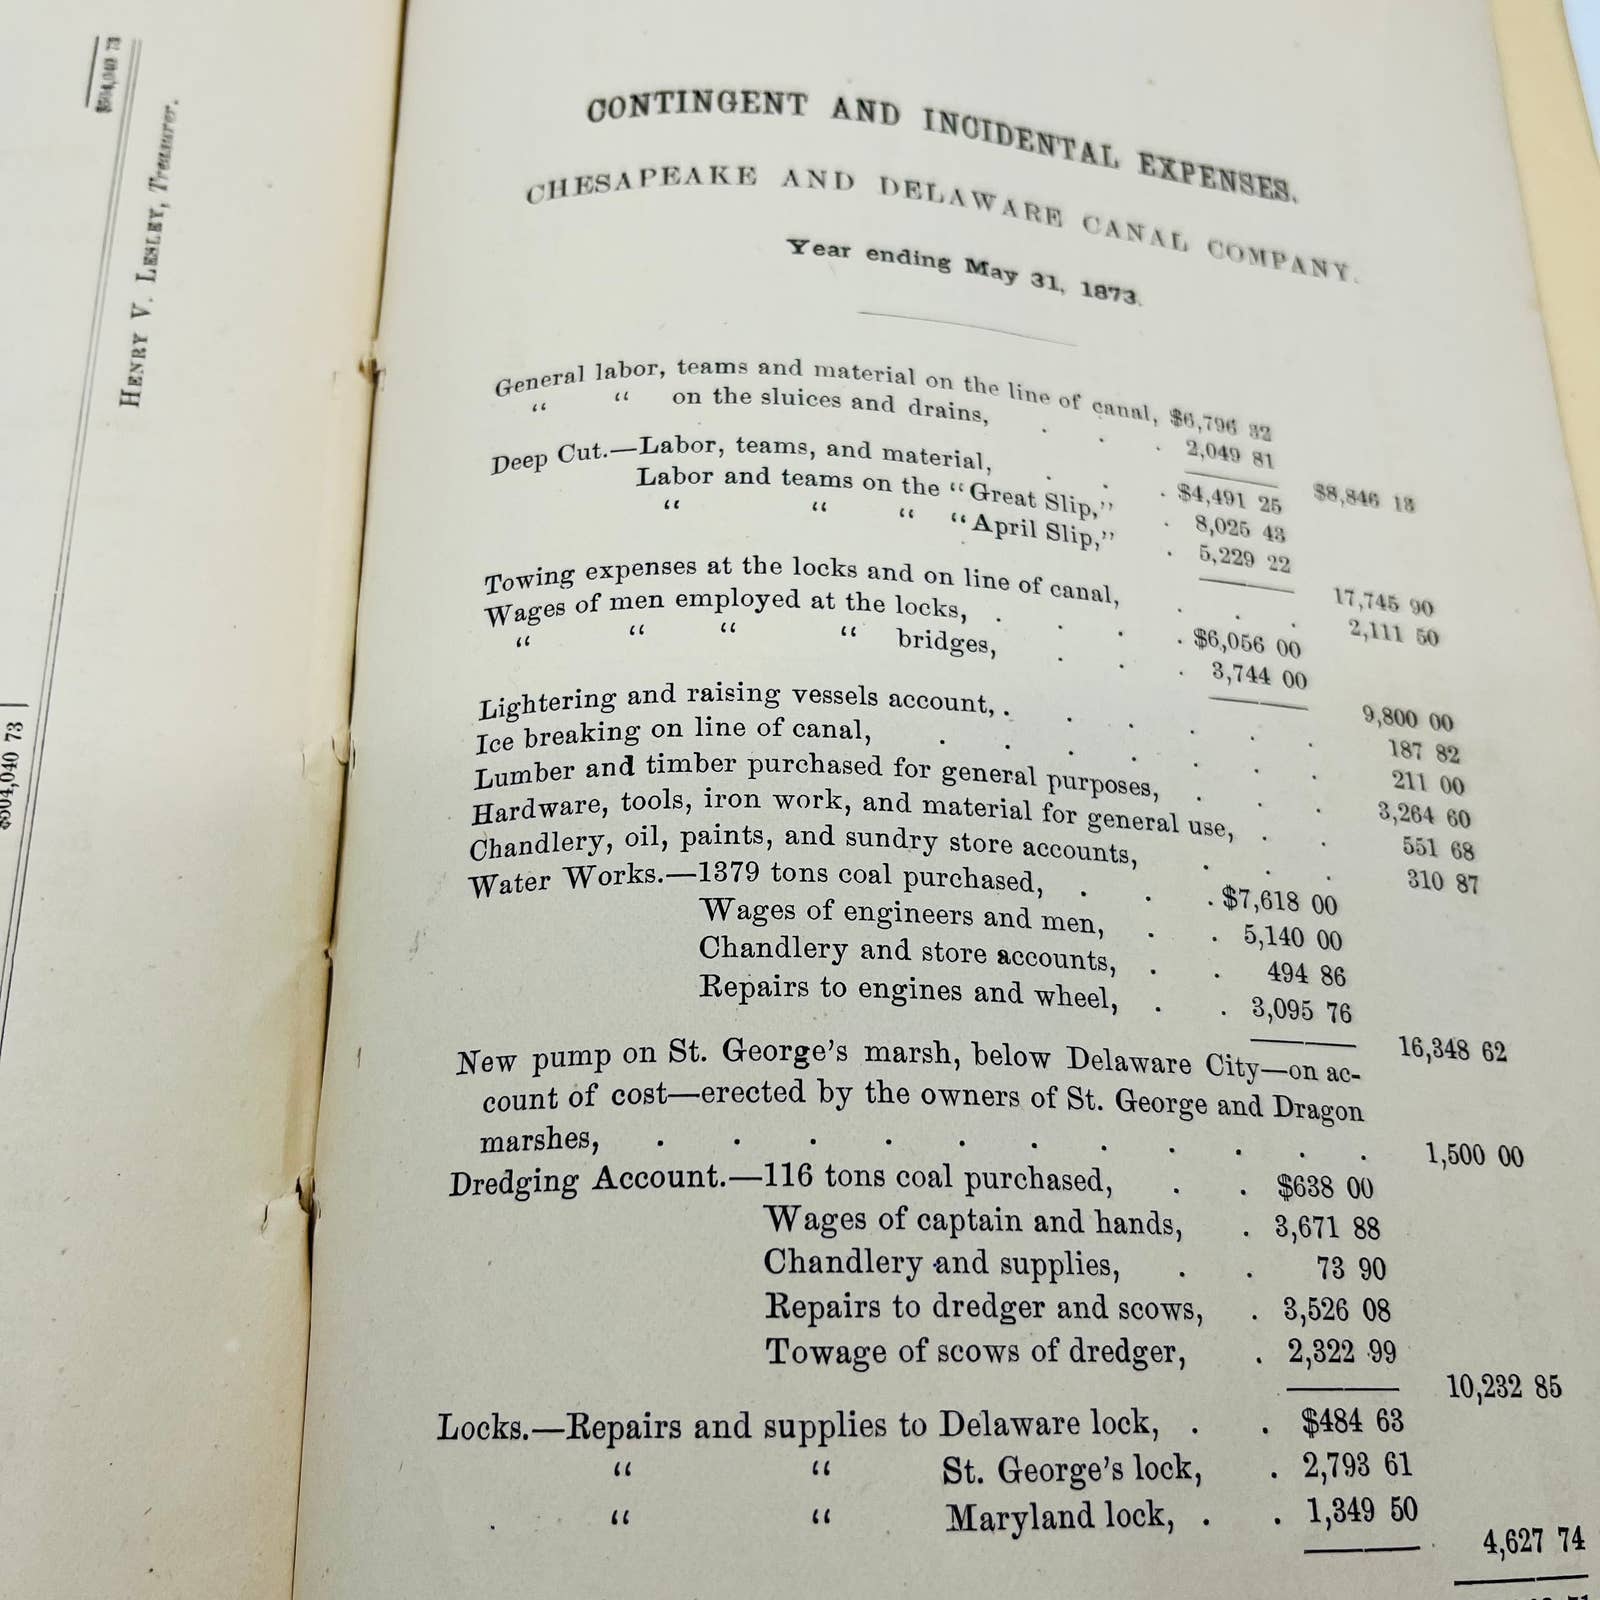 $504,040 73
HENRY V. LESLEY, Treasurer.
$504,040 73
CONTINGENT AND INCIDENTAL EXPENSES.
CHESAPEAKE AND DELAWARE CANAL COMPANY.
Year ending May 31, 1873.
General labor, teams and material on the line of canal, $6,796 32
“ “ on the sluices and drains, . . . 2,049 81
$8,846 13
Deep Cut.—Labor, teams, and material, . . . $4,491 25
Labor and teams on the “Great Slip,” . 8,025 43
“ “ “ “April Slip,” . 5,229 22
17,745 90
Towing expenses at the locks and on line of canal, . . . 2,111 50
Wages of men employed at the locks, . . . . $6,056 00
“ “ “ “ bridges, . . . 3,744 00
9,800 00
Lightering and raising vessels account, . . . . . . 187 82
Ice breaking on line of canal, . . . . . . . 211 00
Lumber and timber purchased for general purposes, . . . 3,264 60
Hardware, tools, iron work, and material for general use, . . 551 68
Chandlery, oil, paints, and sundry store accounts, . . . 310 87
Water Works.—1379 tons coal purchased, . . . $7,618 00
Wages of engineers and men, . . 5,140 00
Chandlery and store accounts, . . 494 86
Repairs to engines and wheel, . . 3,095 76
16,348 62
New pump on St. George’s marsh, below Delaware City—on ac-
count of cost—erected by the owners of St. George and Dragon
marshes, . . . . . . . . . . 1,500 00
Dredging Account.—116 tons coal purchased, . . $638 00
Wages of captain and hands, . 3,671 88
Chandlery and supplies, . . 73 90
Repairs to dredger and scows, . 3,526 08
Towage of scows of dredger, . 2,322 99
10,232 85
Locks.—Repairs and supplies to Delaware lock, . . $484 63
“ “ St. George’s lock, . 2,793 61
“ “ Maryland lock, . . 1,349 50
4,627 74